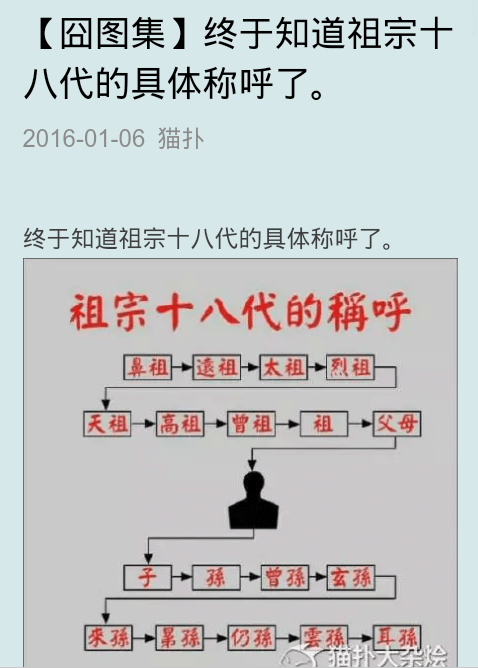 【囧图集】终于知道祖宗十
八代的具体称呼了。
2016-01-06 猫扑
终于知道祖宗十八代的具体称呼了。
祖宗十八代的稱呼
鼻祖 遠祖 太祖 烈祖
天祖 高祖 曾祖 祖 父母
子 孫 曾孫 玄孫
來孫 晜孫 仍孫 雲孫 耳孫
猫扑大杂烩